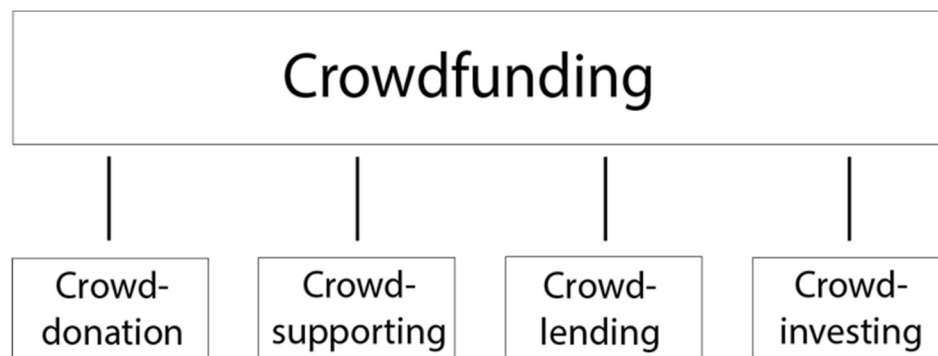 Crowdfunding
Crowd-
donation
Crowd-
supporting
Crowd-
lending
Crowd-
investing